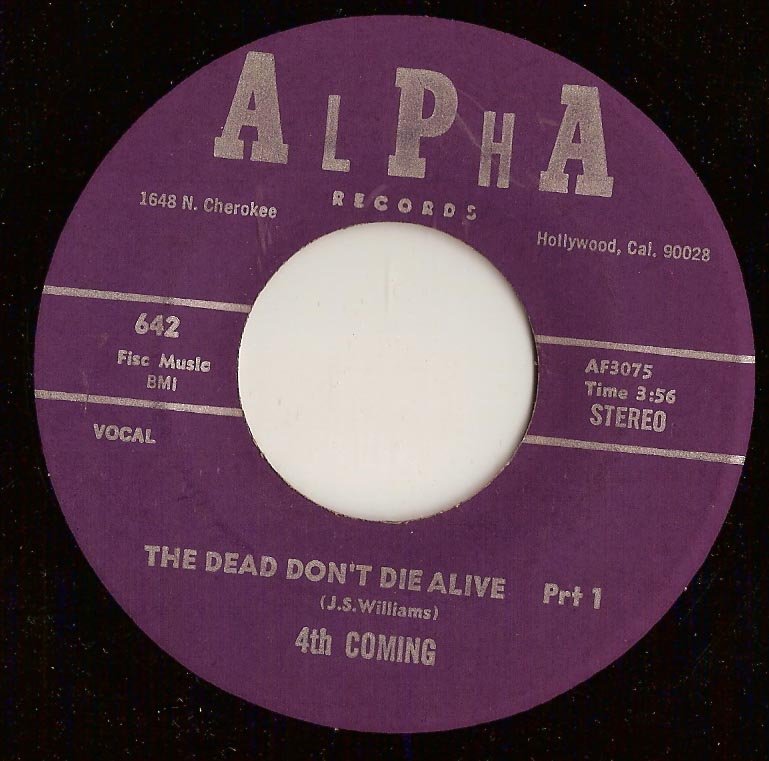 ALPHA
RECORDS
1648 N. Cherokee
Hollywood, Cal. 90028
642
Fisc Music
BMI
VOCAL
AF3075
Time 3:56
STEREO
THE DEAD DON'T DIE ALIVE Prt 1
(J.S.Williams)
4th COMING